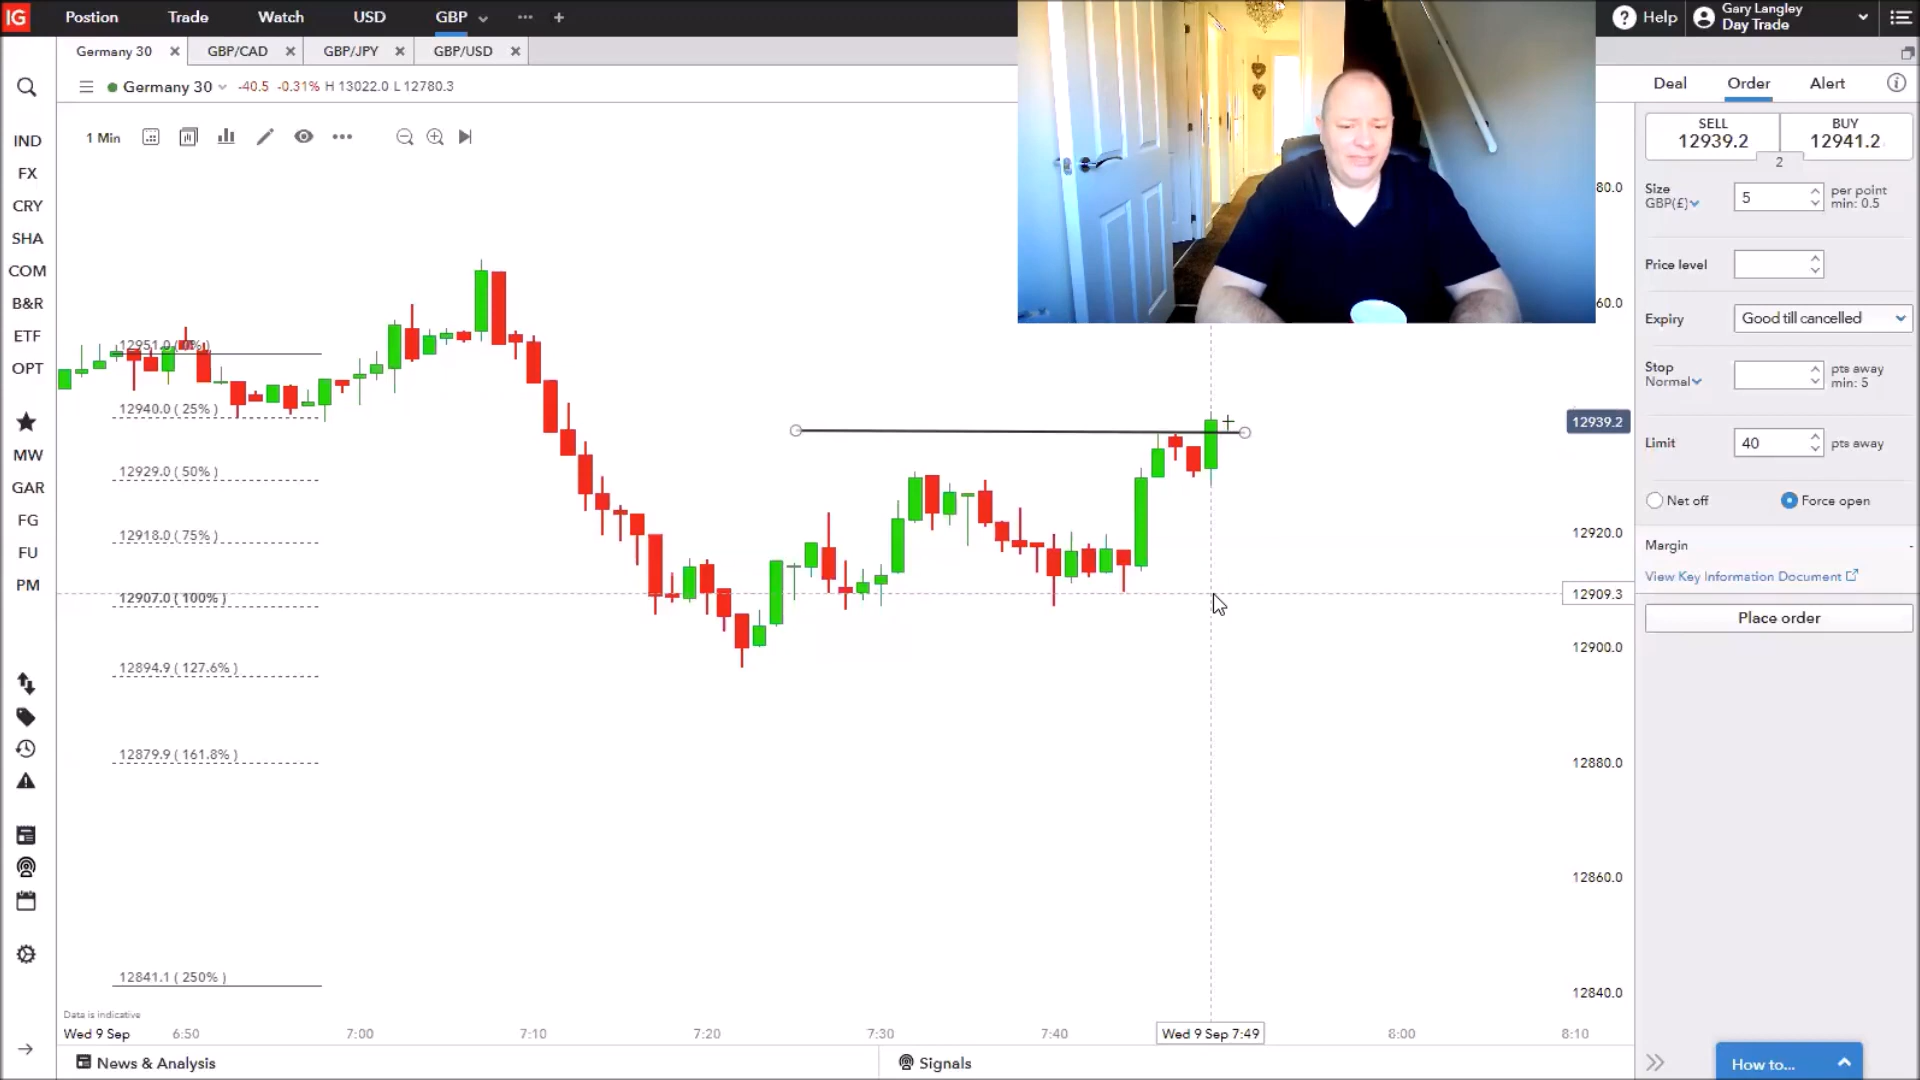 IG Postion Trade Watch USD GBP
Help
Gary Langley
Day Trade
Germany 30 GBP/CAD GBP/JPY GBP/USD
Germany 30 -40.5 -0.31% H 13022.0 L 12780.3
1 Min
IND
FX
CRY
SHA
COM
B&R
ETF
OPT
MW
GAR
FG
FU
PM
12951.0
12940.0 ( 25% )
12929.0 ( 50% )
12918.0 ( 75% )
12907.0 ( 100% )
12894.9 ( 127.6% )
12879.9 ( 161.8% )
12841.1 ( 250% )
80.0
60.0
12939.2
12920.0
12909.3
12900.0
12880.0
12860.0
12840.0
Data is indicative
Wed 9 Sep 6:50 7:00 7:10 7:20 7:30 7:40 Wed 9 Sep 7:49 8:00 8:10
News & Analysis
Signals
Deal Order Alert
SELL
12939.2
BUY
12941.2
2
Size
GBP(£)
5
per point
min: 0.5
Price level
Expiry
Good till cancelled
Stop
Normal
pts away
min: 5
Limit
40
pts away
Net off
Force open
Margin
-
View Key Information Document
Place order
How to...